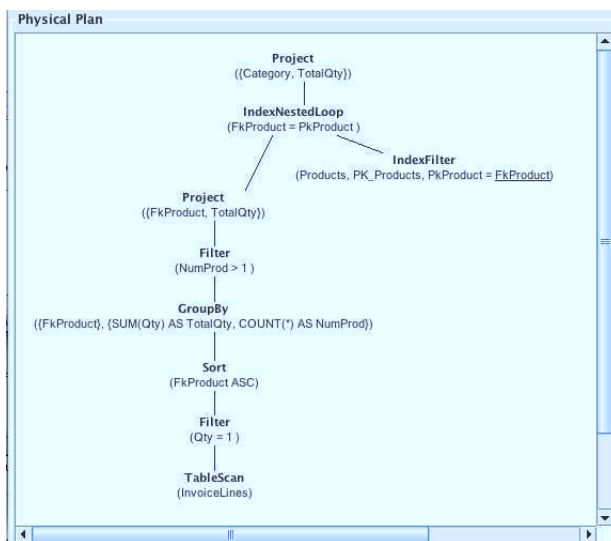 Physical Plan
Project
({Category, TotalQty})
IndexNestedLoop
(FkProduct = PkProduct )
IndexFilter
(Products, PK_Products, PkProduct = FkProduct)
Project
({FkProduct, TotalQty})
Filter
(NumProd > 1 )
GroupBy
({FkProduct}, {SUM(Qty) AS TotalQty, COUNT(*) AS NumProd})
Sort
(FkProduct ASC)
Filter
(Qty = 1 )
TableScan
(InvoiceLines)